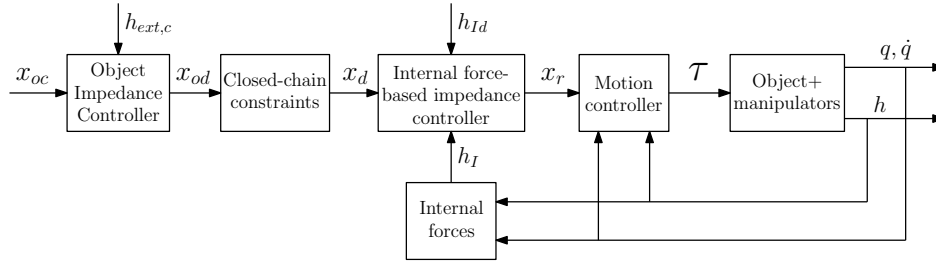 h_{ext,c}
h_{Id}
q, q̇
x_{oc}
Object
Impedance
Controller
x_{od}
Closed-chain
constraints
x_d
Internal force-
based impedance
controller
x_r
Motion
controller
τ
Object+
manipulators
h
h_I
Internal
forces